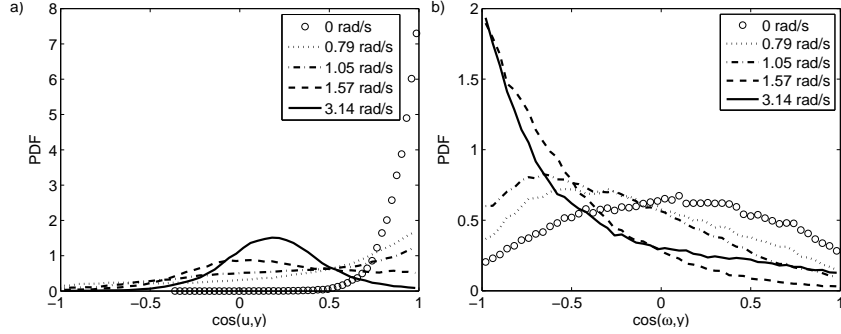 a)
PDF
8
7
6
5
4
3
2
1
0
−1
−0.5
0
0.5
1
cos(u,y)
0 rad/s
0.79 rad/s
1.05 rad/s
1.57 rad/s
3.14 rad/s
b)
PDF
2
1.5
1
0.5
0
−1
−0.5
0
0.5
1
cos(ω,y)
0 rad/s
0.79 rad/s
1.05 rad/s
1.57 rad/s
3.14 rad/s